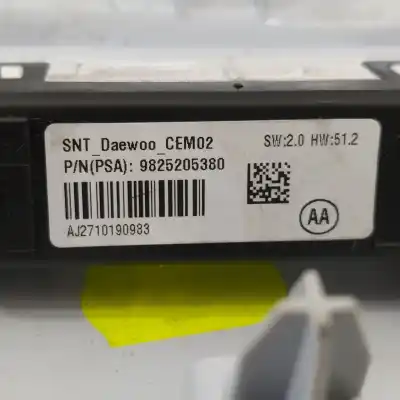 SNT_Daewoo_CEM02 SW:2.0 HW:51.2
P/N(PSA): 9825205380
AA
AJ2710190983